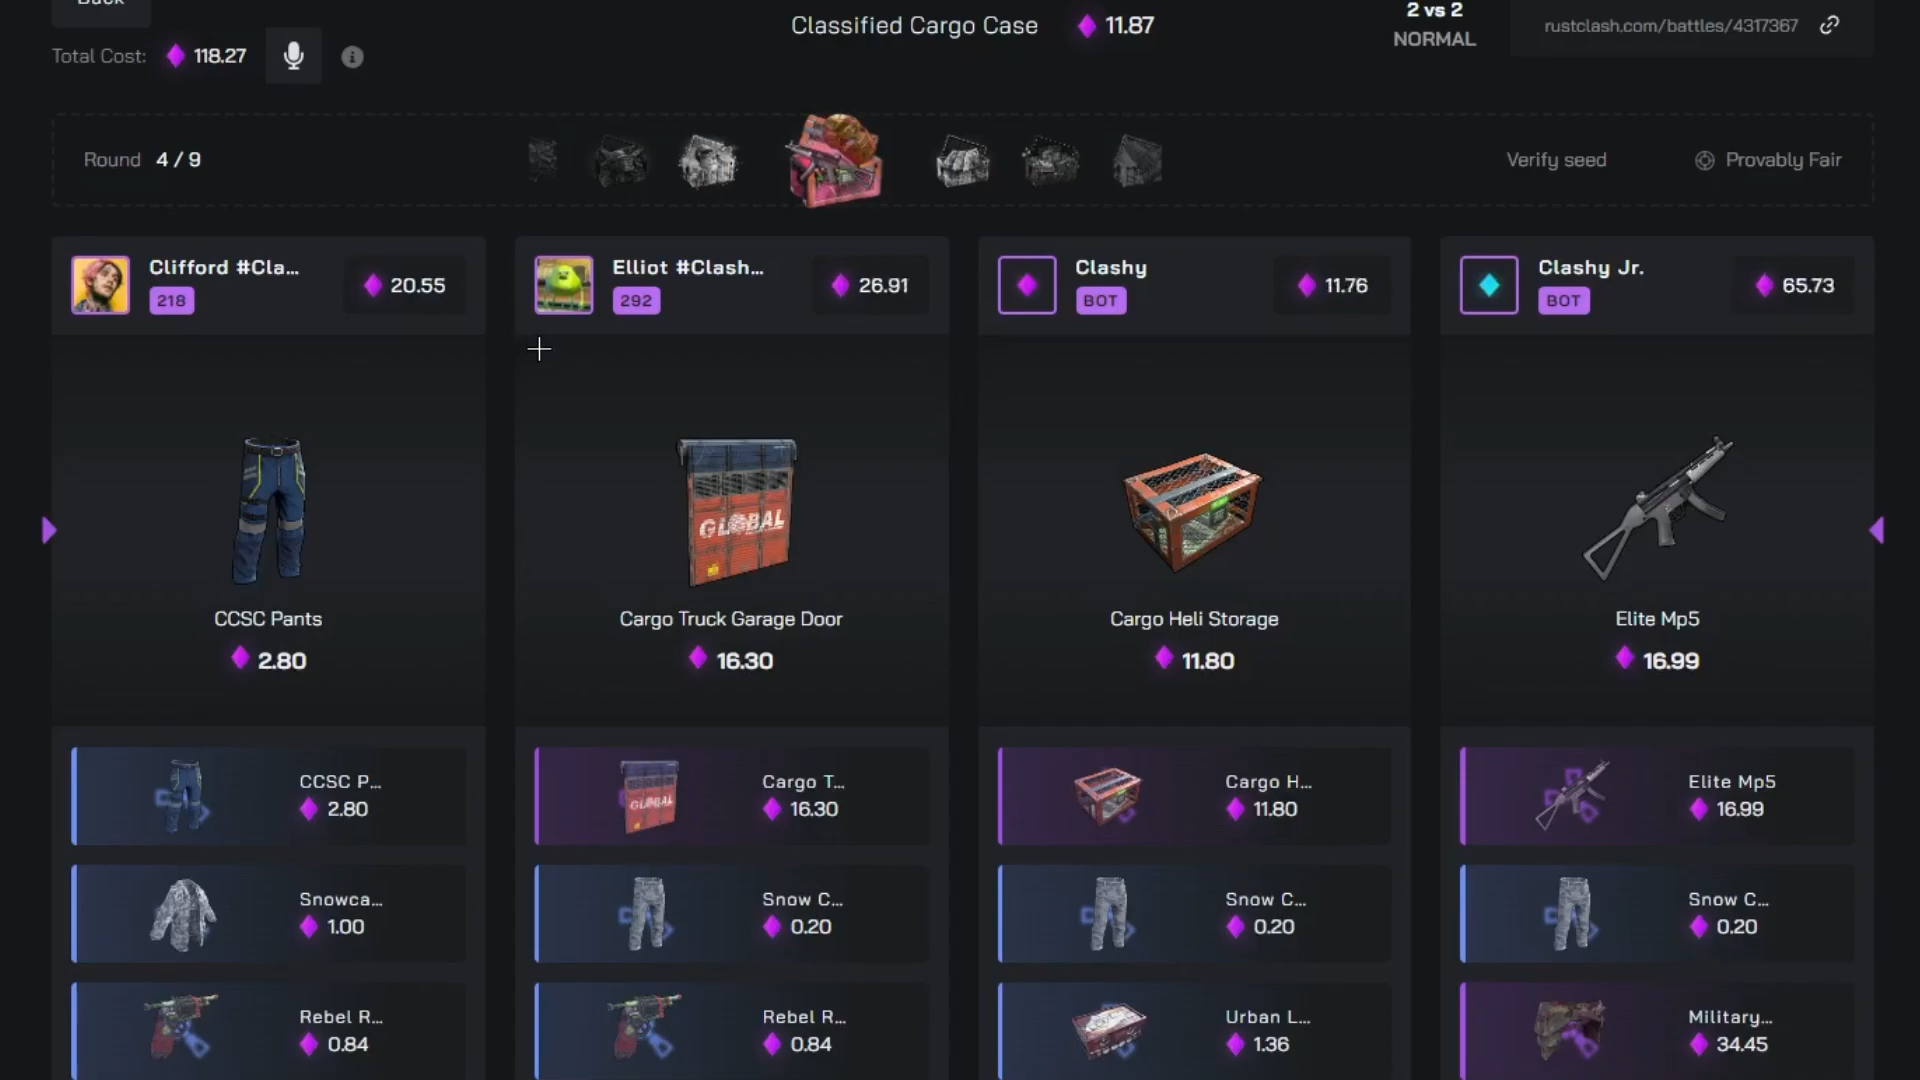 Back
Total Cost: 118.27
Classified Cargo Case 11.87
2 vs 2
NORMAL
rustclash.com/battles/4317367
Round 4 / 9
Verify seed
Provably Fair
Clifford #Cla...
218
20.55
Elliot #Clash...
292
26.91
Clashy
BOT
11.76
Clashy Jr.
BOT
65.73
GLOBAL
CCSC Pants
2.80
Cargo Truck Garage Door
16.30
Cargo Heli Storage
11.80
Elite Mp5
16.99
CCSC P...
2.80
GLOBAL
Cargo T...
16.30
Cargo H...
11.80
Elite Mp5
16.99
Snowca...
1.00
Snow C...
0.20
Snow C...
0.20
Snow C...
0.20
Rebel R...
0.84
Rebel R...
0.84
Urban L...
1.36
Military...
34.45